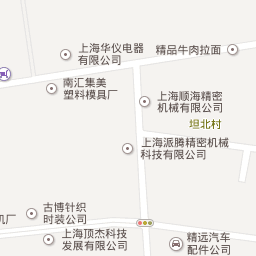 上海华仪电器
有限公司
精品牛肉拉面
南汇集美
塑料模具厂
上海顺海精密
机械有限公司
坦北村
上海派腾精密机械
科技有限公司
古博针织
时装公司
机厂
上海顶杰科技
发展有限公司
精远汽车
配件公司